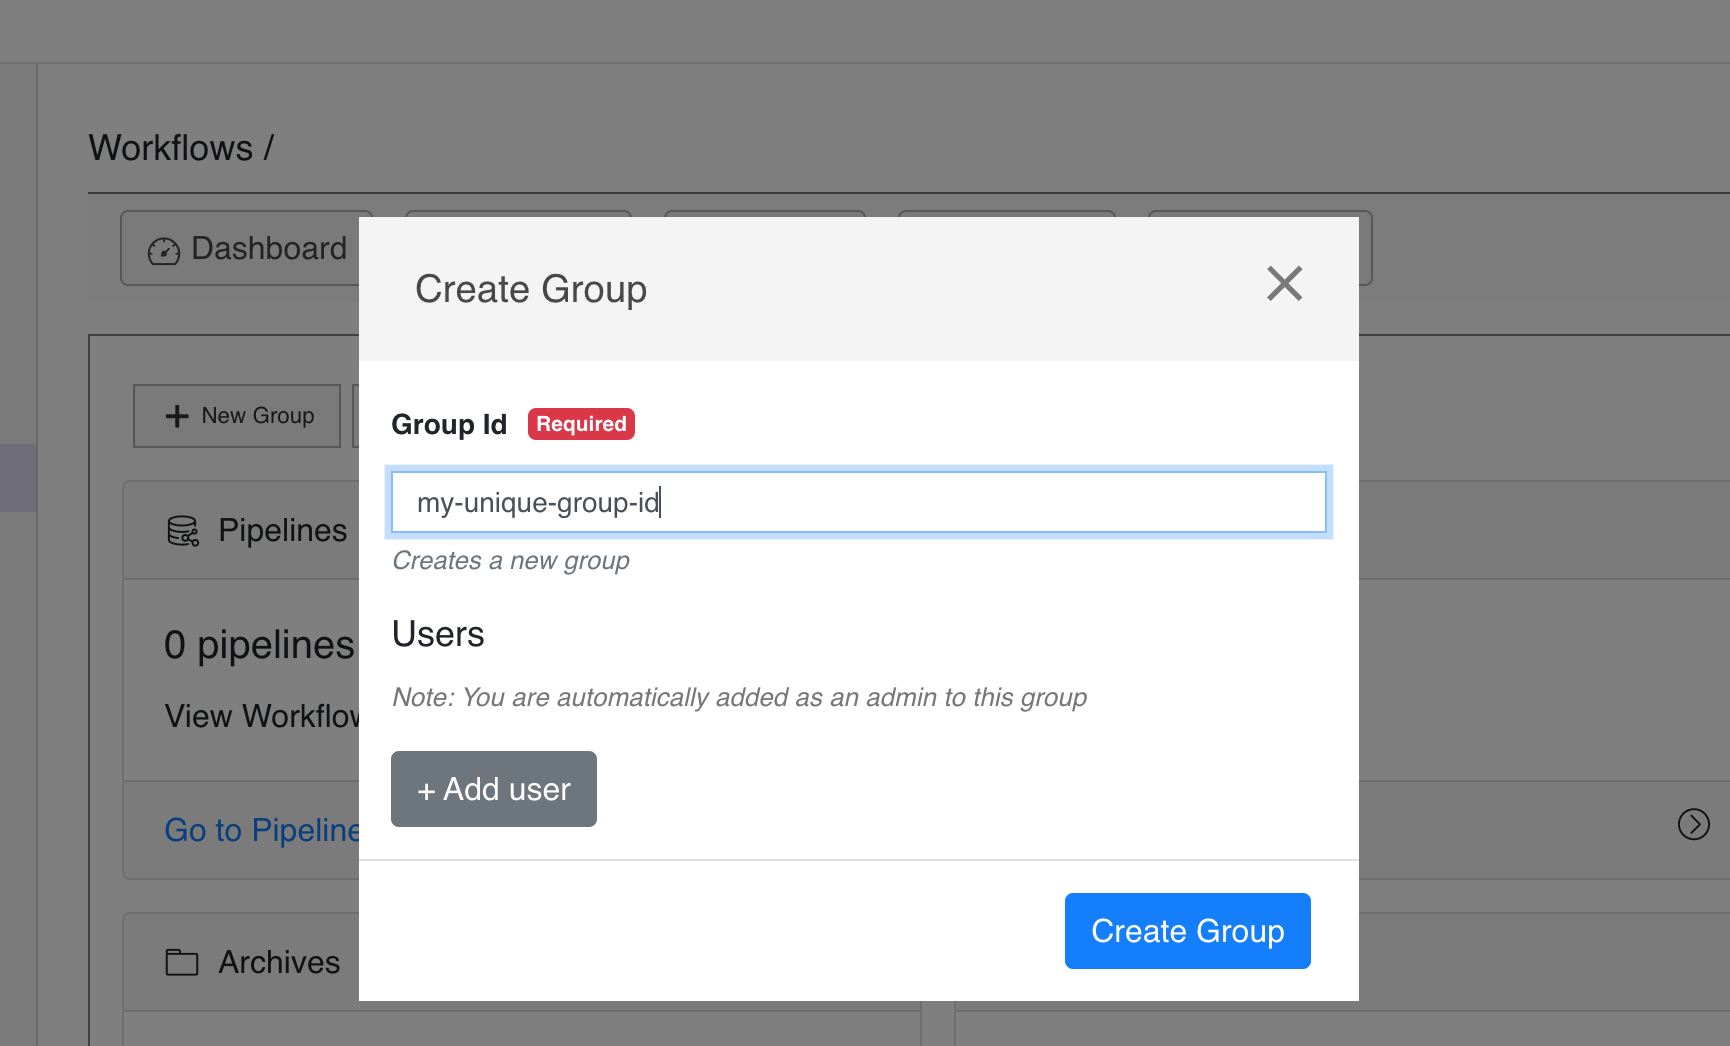 Workflows /
Dashboard
Create Group
New Group
Group Id Required
my-unique-group-id
Creates a new group
Pipelines
Users
0 pipelines
Note: You are automatically added as an admin to this group
View Workflow
+ Add user
Go to Pipeline
Create Group
Archives